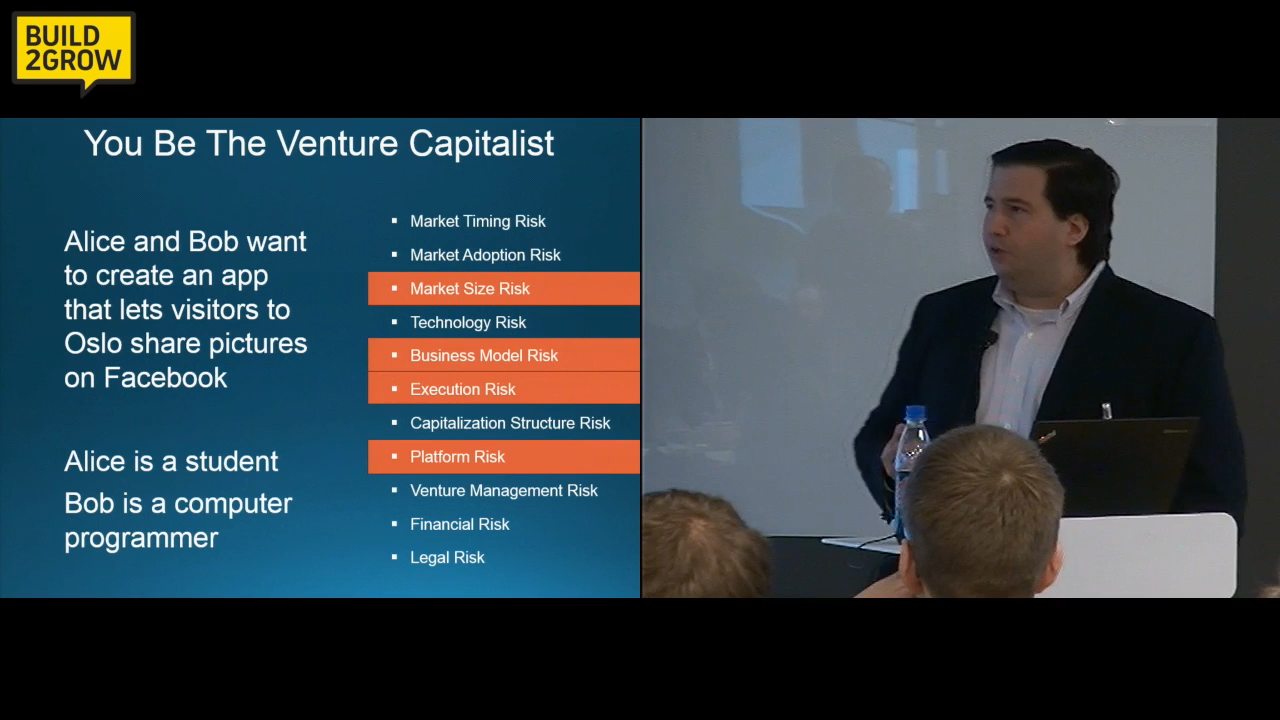 BUILD
2GROW
You Be The Venture Capitalist
Alice and Bob want
to create an app
that lets visitors to
Oslo share pictures
on Facebook
Alice is a student
Bob is a computer
programmer
▪ Market Timing Risk
▪ Market Adoption Risk
▪ Market Size Risk
▪ Technology Risk
▪ Business Model Risk
▪ Execution Risk
▪ Capitalization Structure Risk
▪ Platform Risk
▪ Venture Management Risk
▪ Financial Risk
▪ Legal Risk